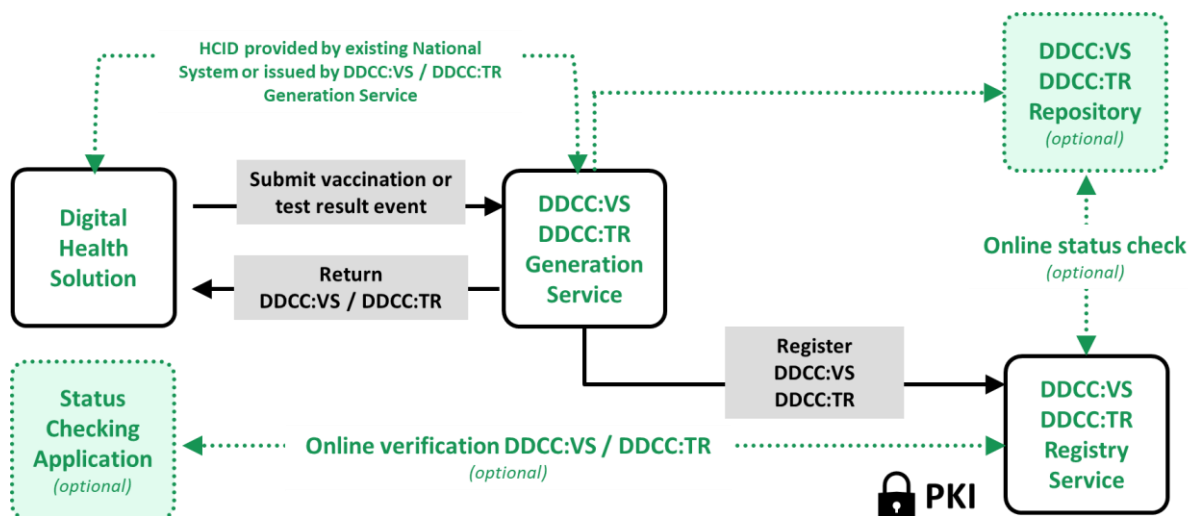 HCID provided by existing National
System or issued by DDCC:VS / DDCC:TR
Generation Service
DDCC:VS
DDCC:TR
Repository
(optional)
Digital
Health
Solution
Submit vaccination or
test result event
Return
DDCC:VS / DDCC:TR
DDCC:VS
DDCC:TR
Generation
Service
Online status check
(optional)
Register
DDCC:VS
DDCC:TR
Status
Checking
Application
(optional)
Online verification DDCC:VS / DDCC:TR
(optional)
DDCC:VS
DDCC:TR
Registry
Service
PKI